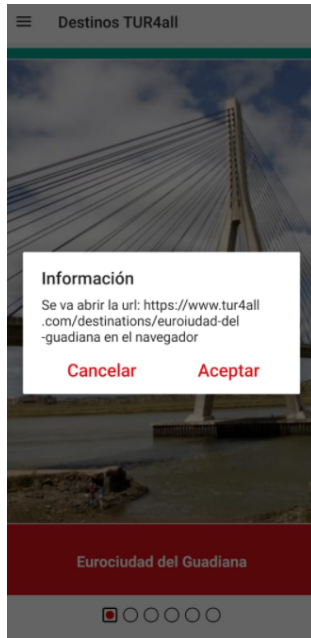 Destinos TUR4all
Información
Se va abrir la url: https://www.tur4all
.com/destinations/euroiudad-del
-guadiana en el navegador
Cancelar
Aceptar
Eurociudad del Guadiana